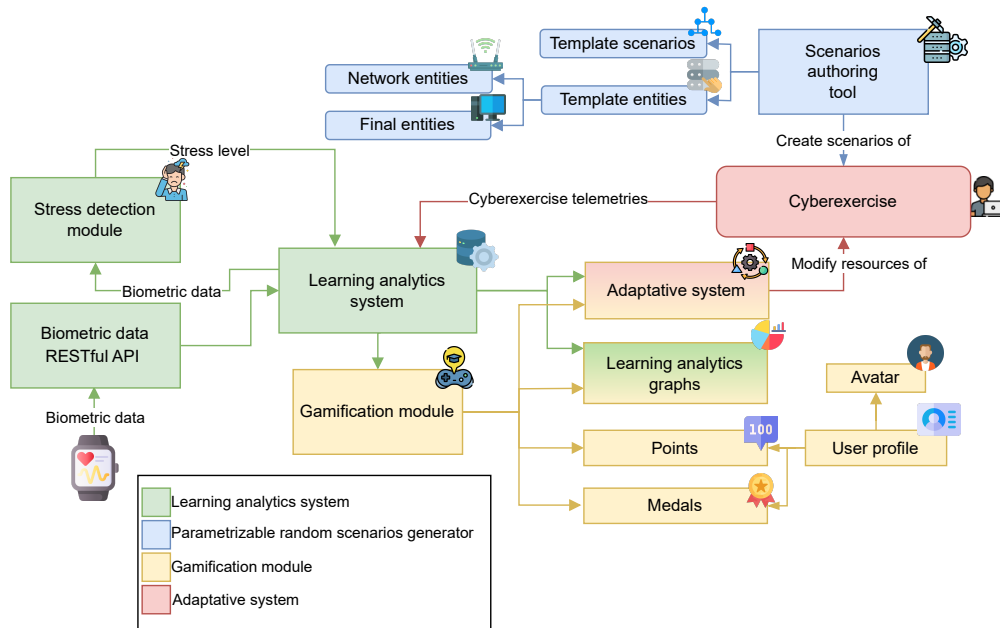 Template scenarios
Scenarios
authoring
tool
Network entities
Template entities
Final entities
Create scenarios of
Stress level
Stress detection
module
Cyberexercise telemetries
Cyberexercise
Modify resources of
Learning analytics
system
Adaptative system
Biometric data
Biometric data
RESTful API
Learning analytics
graphs
Avatar
Gamification module
Biometric data
100
Points
User profile
Medals
Learning analytics system
Parametrizable random scenarios generator
Gamification module
Adaptative system